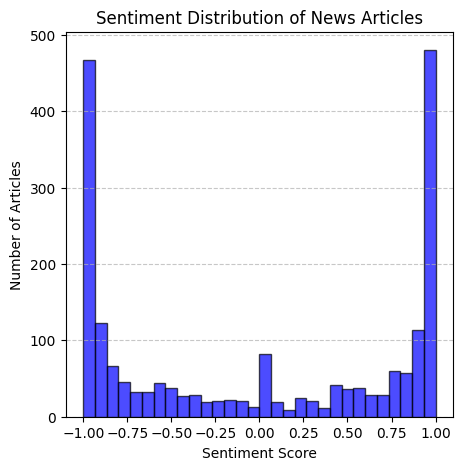 Sentiment Distribution of News Articles
500
400
300
200
100
0
Number of Articles
−1.00 −0.75 −0.50 −0.25 0.00 0.25 0.50 0.75 1.00
Sentiment Score